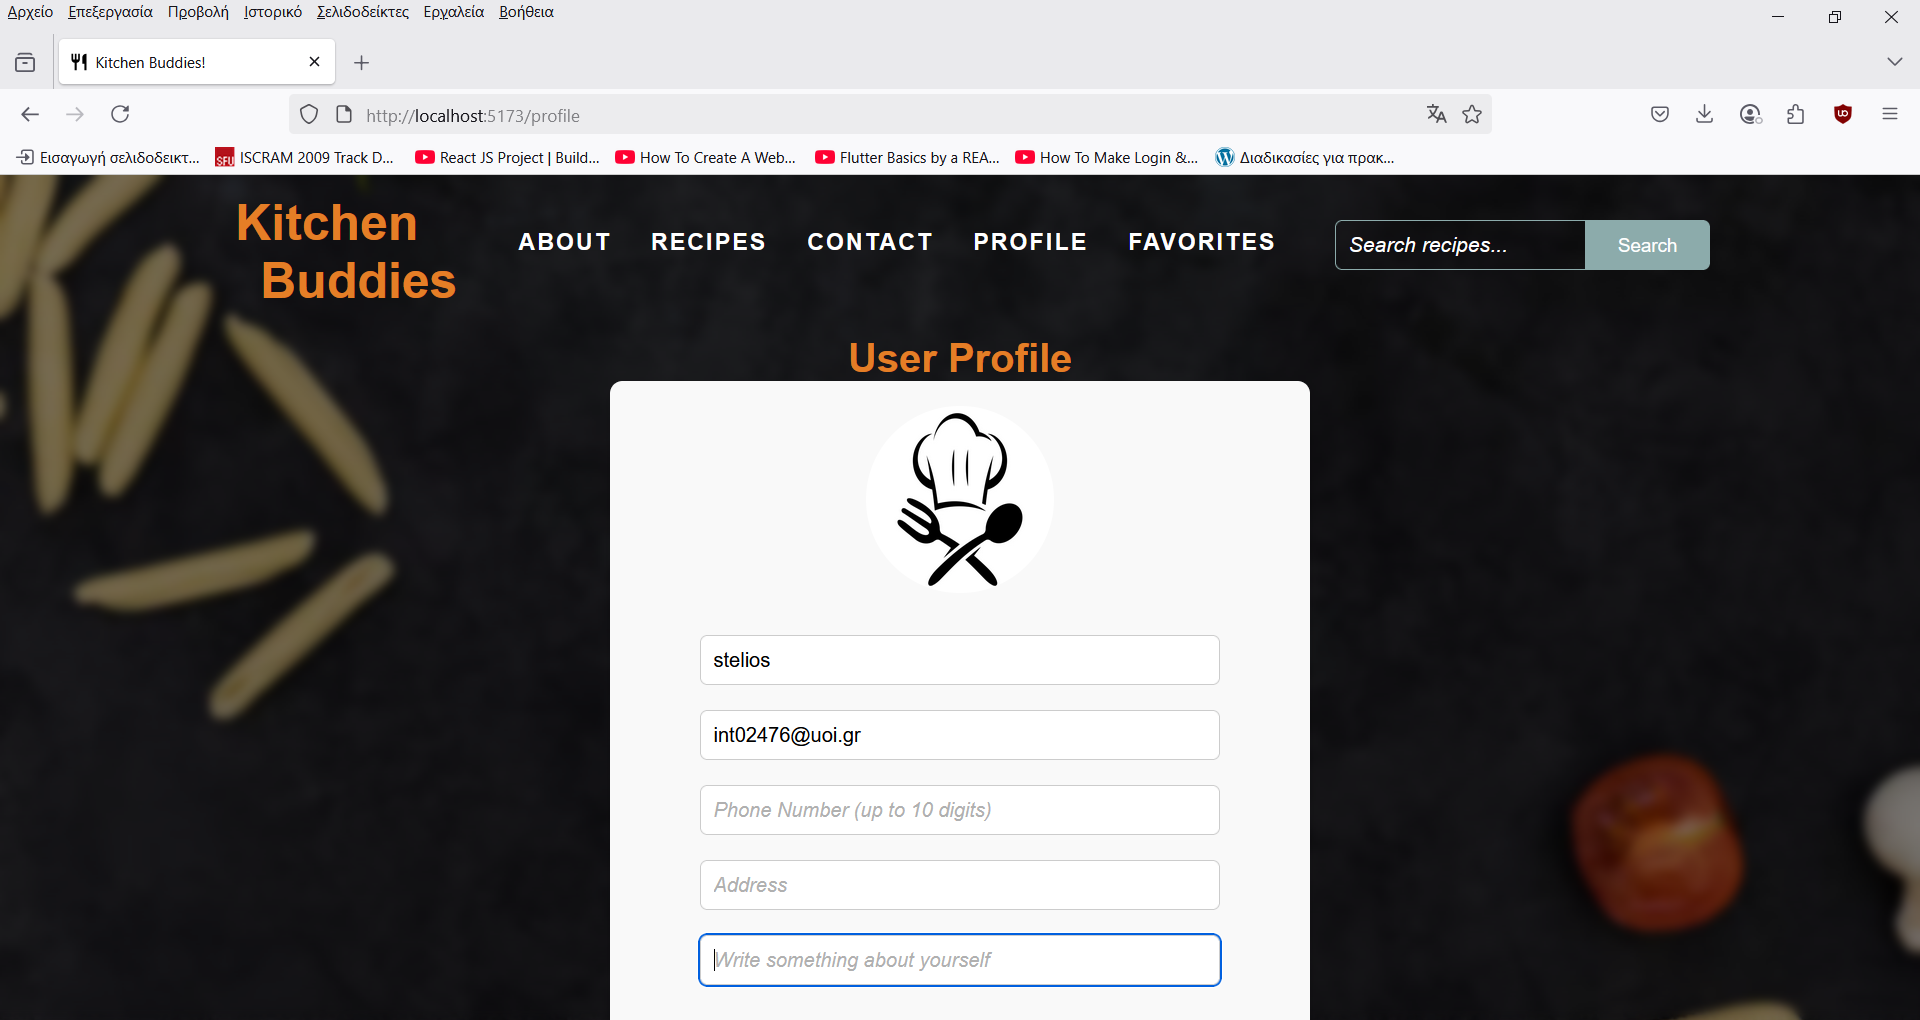 Αρχείο Επεξεργασία Προβολή Ιστορικό Σελιδοδείκτες Εργαλεία Βοήθεια
Kitchen Buddies!
http://localhost:5173/profile
Εισαγωγή σελιδοδεικτ... SFU ISCRAM 2009 Track D... React JS Project | Build... How To Create A Web... Flutter Basics by a REA... How To Make Login &... Διαδικασίες για πρακ...
Kitchen
Buddies
ABOUT RECIPES CONTACT PROFILE FAVORITES
Search recipes... Search
User Profile
stelios
int02476@uoi.gr
Phone Number (up to 10 digits)
Address
Write something about yourself